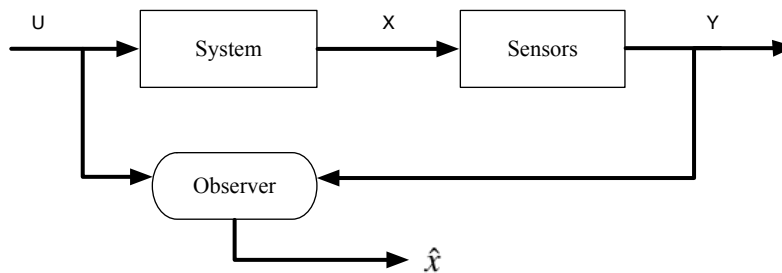 U
X
Y
System
Sensors
Observer
x̂